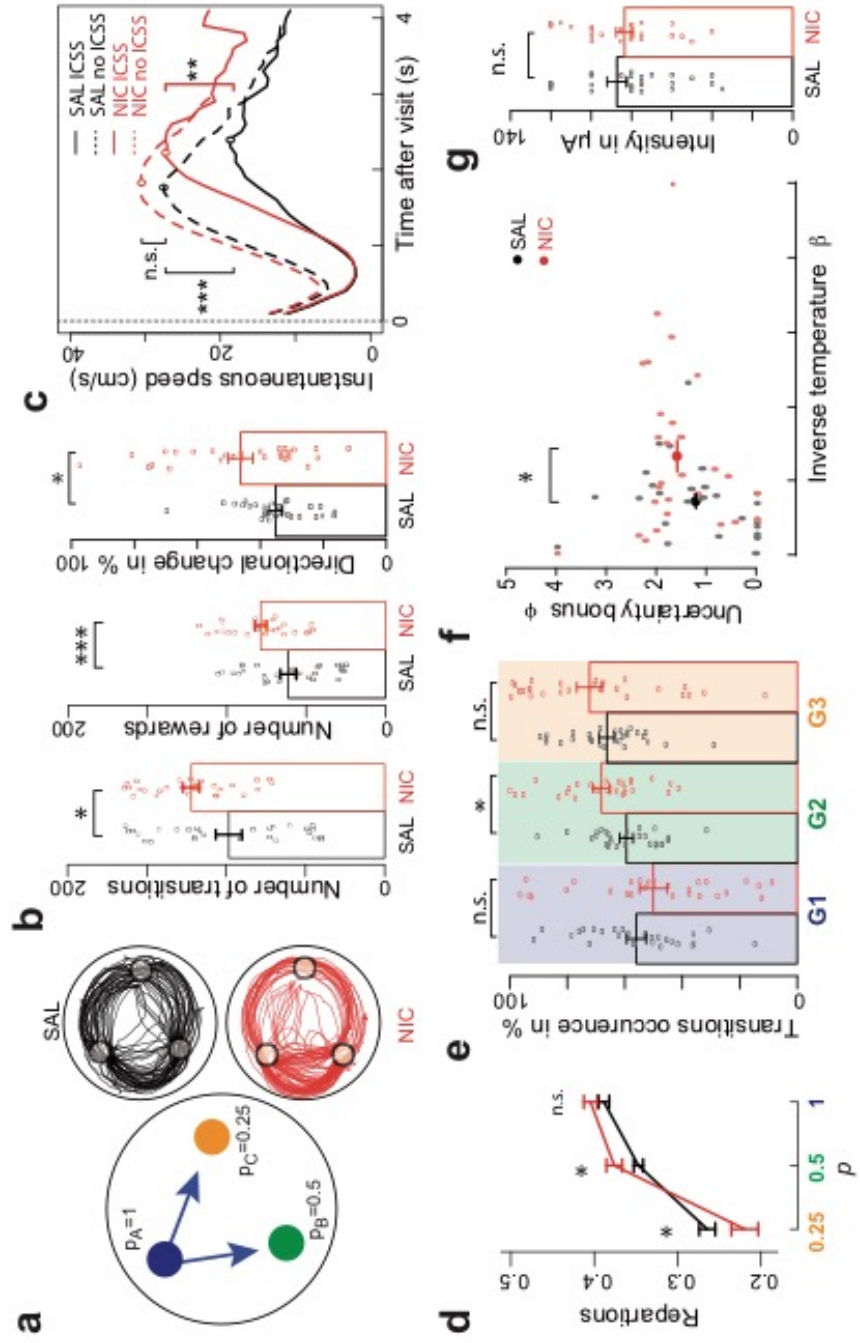 a
SAL
NIC
pA=1
pC=0.25
pB=0.5
b
200
0
Number of transitions
*
SAL
NIC
200
0
Number of rewards
***
SAL
NIC
100
0
Directional change in %
*
SAL
NIC
c
40
20
0
Instantaneous speed (cm/s)
SAL ICSS
SAL no ICSS
NIC ICSS
NIC no ICSS
n.s.
***
**
0
4
Time after visit (s)
d
0.5
0.4
0.3
0.2
Repartions
*
*
n.s.
0.25
0.5
1
p
e
100
0
Transitions occurence in %
n.s.
*
n.s.
G1
G2
G3
f
5
4
3
2
1
0
Uncertainty bonus φ
*
SAL
NIC
Inverse temperature β
g
140
0
Intensity in µA
n.s.
SAL
NIC